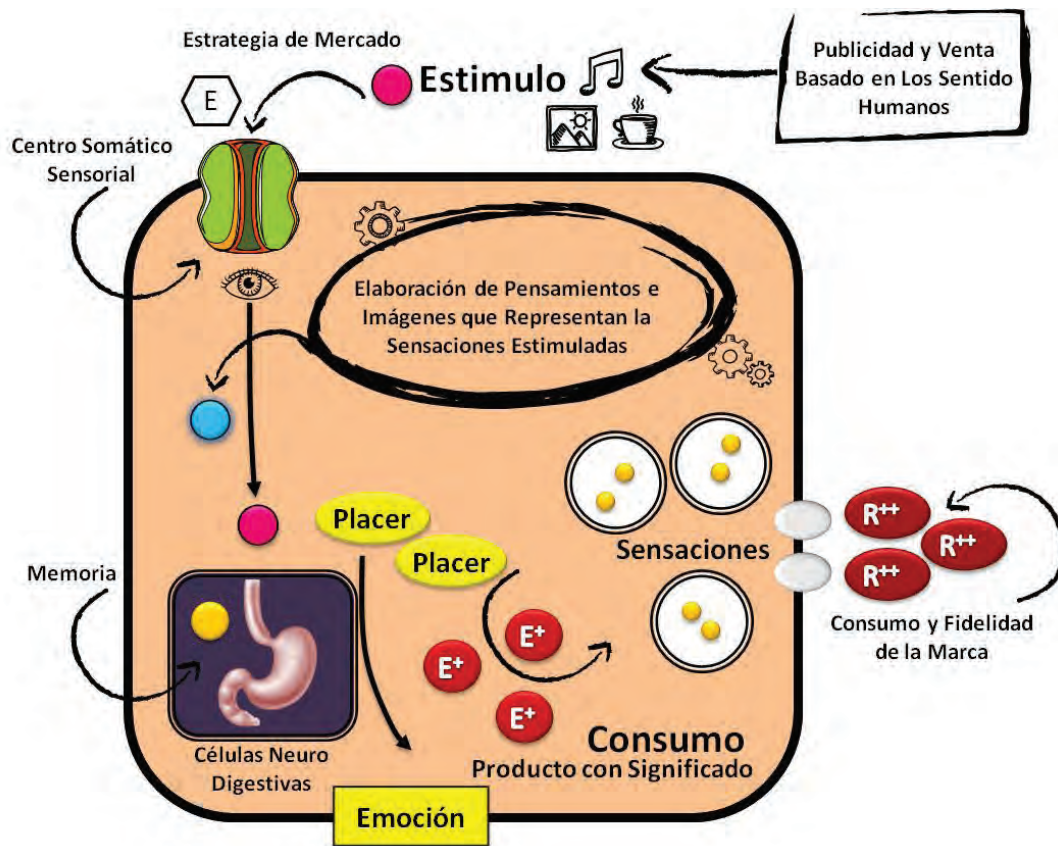 Estrategia de Mercado
Estimulo
Publicidad y Venta
Basado en Los Sentido
Humanos
E
Centro Somático
Sensorial
Elaboración de Pensamientos e
Imágenes que Representan la
Sensaciones Estimuladas
Placer
Placer
Sensaciones
R++
R++
R++
Memoria
E+
E+
E+
Consumo y Fidelidad
de la Marca
Células Neuro
Digestivas
Consumo
Producto con Significado
Emoción